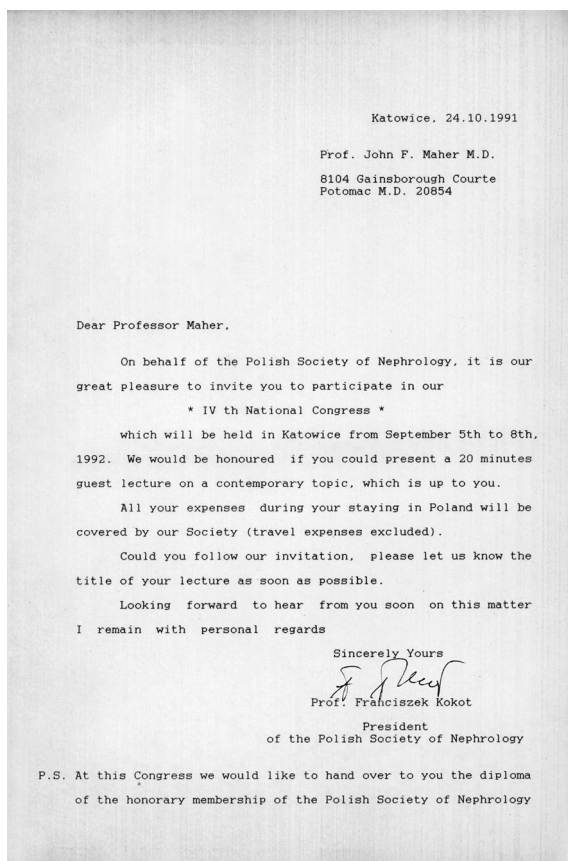 Katowice, 24.10.1991
Prof. John F. Maher M.D.
8104 Gainsborough Courte
Potomac M.D. 20854
Dear Professor Maher,
On behalf of the Polish Society of Nephrology, it is our
great pleasure to invite you to participate in our
* IV th National Congress *
which will be held in Katowice from September 5th to 8th,
1992. We would be honoured if you could present a 20 minutes
guest lecture on a contemporary topic, which is up to you.
All your expenses during your staying in Poland will be
covered by our Society (travel expenses excluded).
Could you follow our invitation, please let us know the
title of your lecture as soon as possible.
Looking forward to hear from you soon on this matter
I remain with personal regards
Sincerely Yours
Prof. Franciszek Kokot
President
of the Polish Society of Nephrology
P.S. At this Congress we would like to hand over to you the diploma
of the honorary membership of the Polish Society of Nephrology